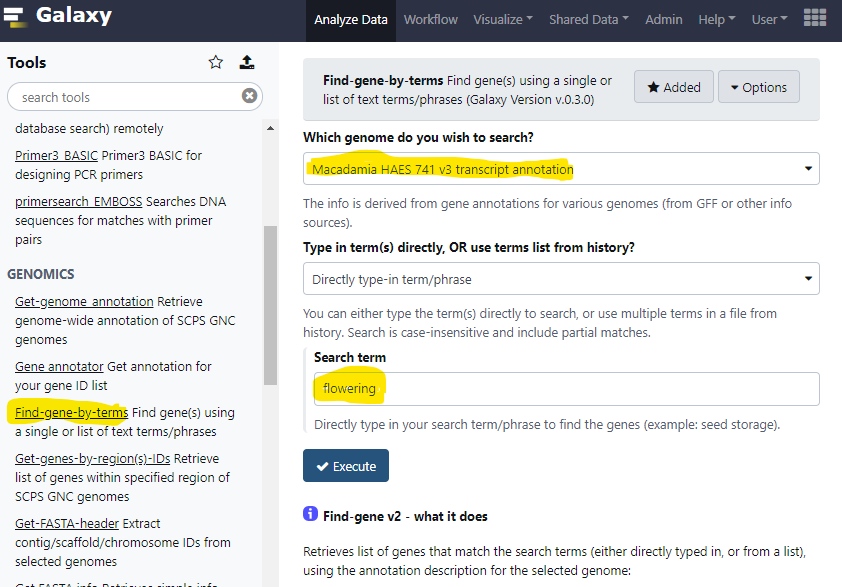 Galaxy
Analyze Data Workflow Visualize Shared Data Admin Help User
Tools
search tools
database search) remotely
Primer3_BASIC Primer3 BASIC for
designing PCR primers
primersearch_EMBOSS Searches DNA
sequences for matches with primer
pairs
GENOMICS
Get-genome_annotation Retrieve
genome-wide annotation of SCPS GNC
genomes
Gene annotator Get annotation for
your gene ID list
Find-gene-by-terms Find gene(s) using
a single or list of text terms/phrases
Get-genes-by-region(s)-IDs Retrieve
list of genes within specified region of
SCPS GNC genomes
Get-FASTA-header Extract
contig/scaffold/chromosome IDs from
selected genomes
Get-FASTA-info Retrieves simple info
Find-gene-by-terms Find gene(s) using a single or
list of text terms/phrases (Galaxy Version v.0.3.0)
Added
Options
Which genome do you wish to search?
Macadamia HAES 741 v3 transcript annotation
The info is derived from gene annotations for various genomes (from GFF or other info
sources).
Type in term(s) directly, OR use terms list from history?
Directly type-in term/phrase
You can either type the term(s) directly to search, or use multiple terms in a file from
history. Search is case-insensitive and include partial matches.
Search term
flowering
Directly type in your search term/phrase to find the genes (example: seed storage).
Execute
Find-gene v2 - what it does
Retrieves list of genes that match the search terms (either directly typed in, or from a list),
using the annotation description for the selected genome: